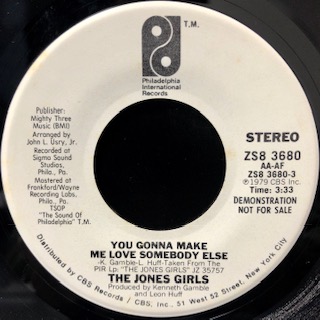 T.M.
Philadelphia
International
Records
Publisher:
Mighty Three
Music (BMI)
Arranged by
John L. Usry, Jr.
Recorded at
Sigma Sound
Studios,
Phila., Pa.
Mastered at
Frankford/Wayne
Recording Labs,
Phila., Pa.
TSOP
"The Sound Of
Philadelphia" T.M.
STEREO
ZS8 3680
AA-AF
ZS8 3680-3
℗ 1979 CBS Inc.
Time: 3:33
DEMONSTRATION
NOT FOR SALE
YOU GONNA MAKE
ME LOVE SOMEBODY ELSE
-K. Gamble-L. Huff-Taken From The
PIR Lp: "THE JONES GIRLS" JZ 35757
THE JONES GIRLS
Produced by Kenneth Gamble
and Leon Huff
Distributed by CBS Records/CBS Inc./51 West 52 Street, New York City